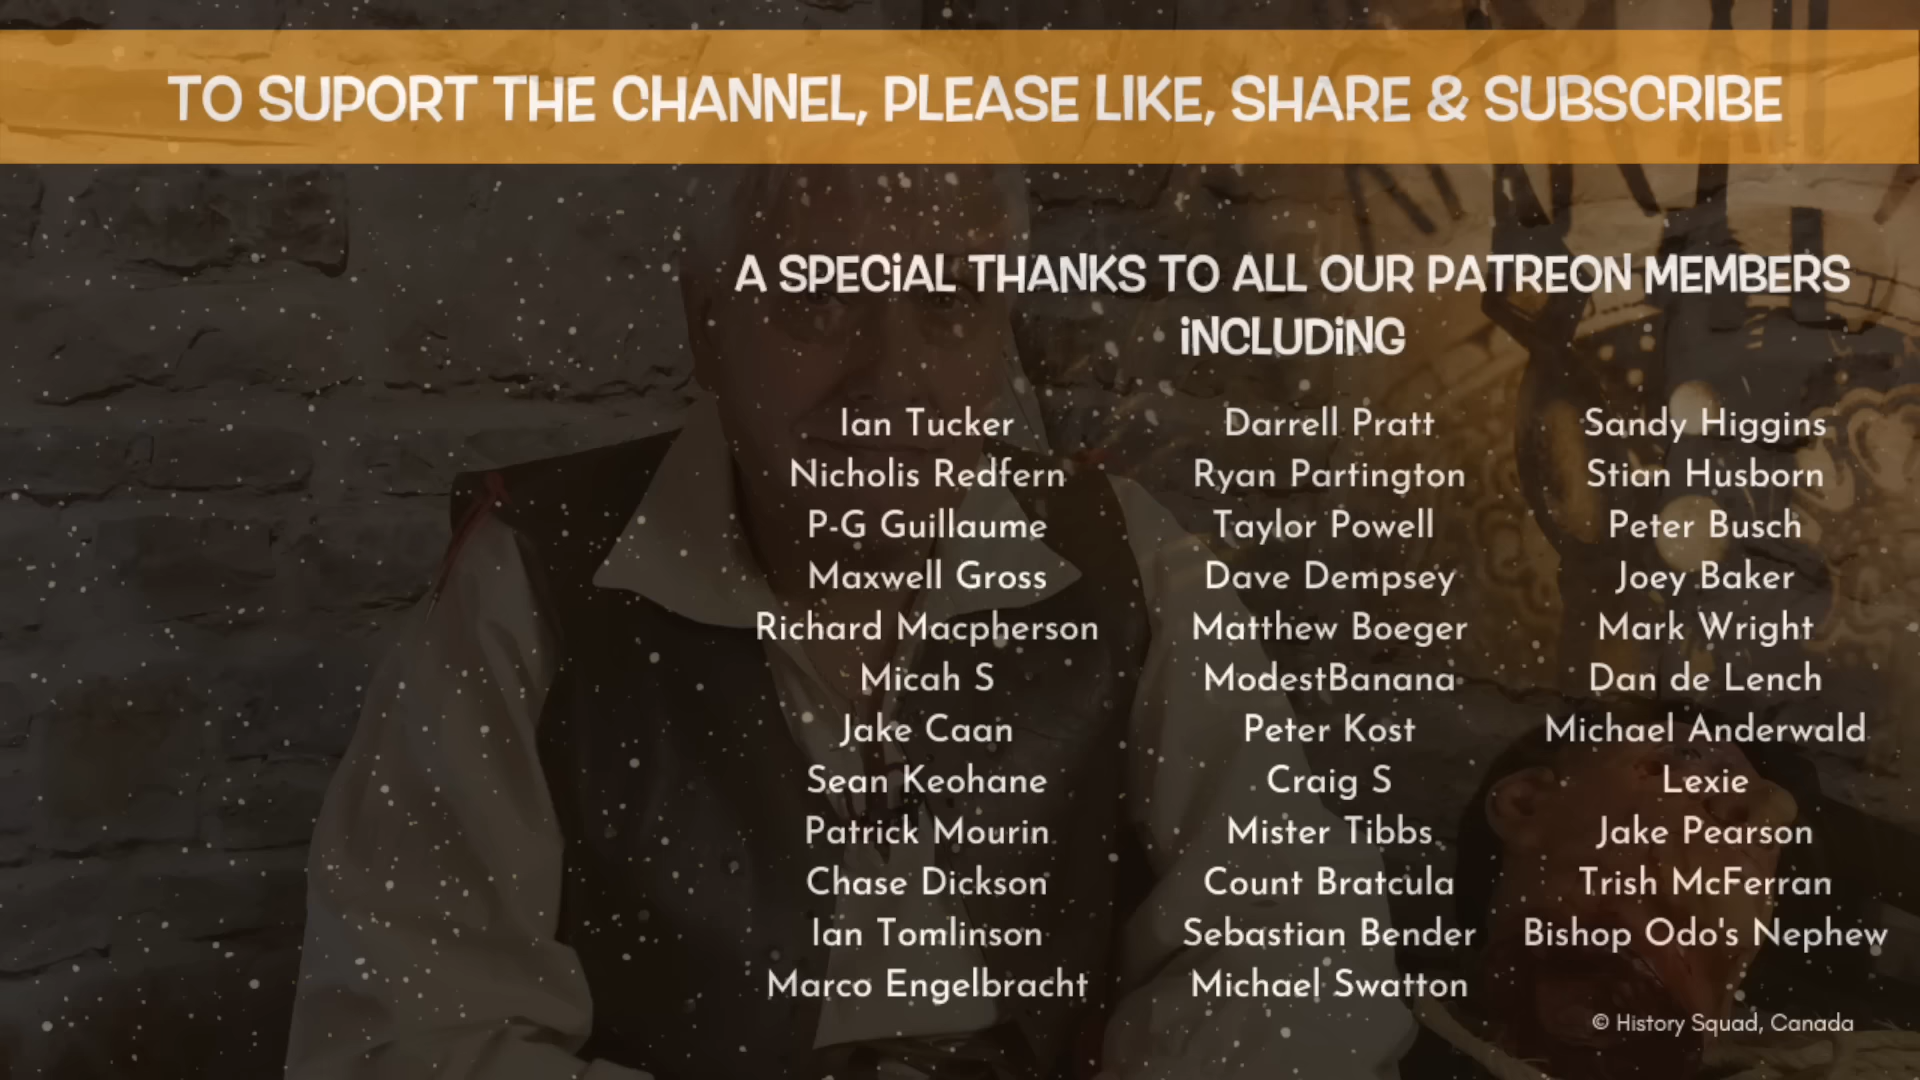 TO SUPORT THE CHANNEL, PLEASE LIKE, SHARE & SUBSCRIBE
A SPECiAL THANKS TO ALL OUR PATREON MEMBERS
iNCLUDiNG
Ian Tucker
Nicholis Redfern
P-G Guillaume
Maxwell Gross
Richard Macpherson
Micah S
Jake Caan
Sean Keohane
Patrick Mourin
Chase Dickson
Ian Tomlinson
Marco Engelbracht
Darrell Pratt
Ryan Partington
Taylor Powell
Dave Dempsey
Matthew Boeger
ModestBanana
Peter Kost
Craig S
Mister Tibbs
Count Bratcula
Sebastian Bender
Michael Swatton
Sandy Higgins
Stian Husborn
Peter Busch
Joey Baker
Mark Wright
Dan de Lench
Michael Anderwald
Lexie
Jake Pearson
Trish McFerran
Bishop Odo's Nephew
© History Squad, Canada